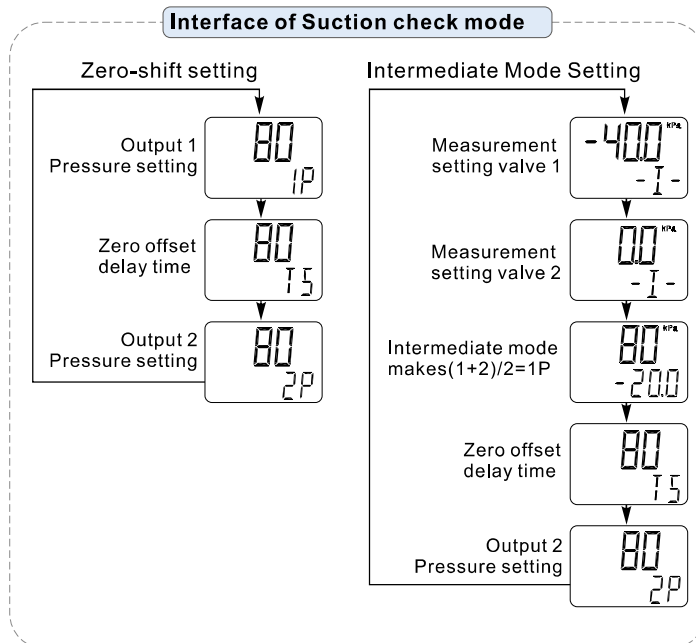 Interface of Suction check mode
Zero-shift setting
Output 1
Pressure setting
80
1P
Zero offset
delay time
80
TS
Output 2
Pressure setting
80
2P
Intermediate Mode Setting
Measurement
setting valve 1
-40.0 kPa
-I-
Measurement
setting valve 2
0.0 kPa
-I-
Intermediate mode
makes(1+2)/2=1P
80 kPa
-20.0
Zero offset
delay time
80
TS
Output 2
Pressure setting
80
2P